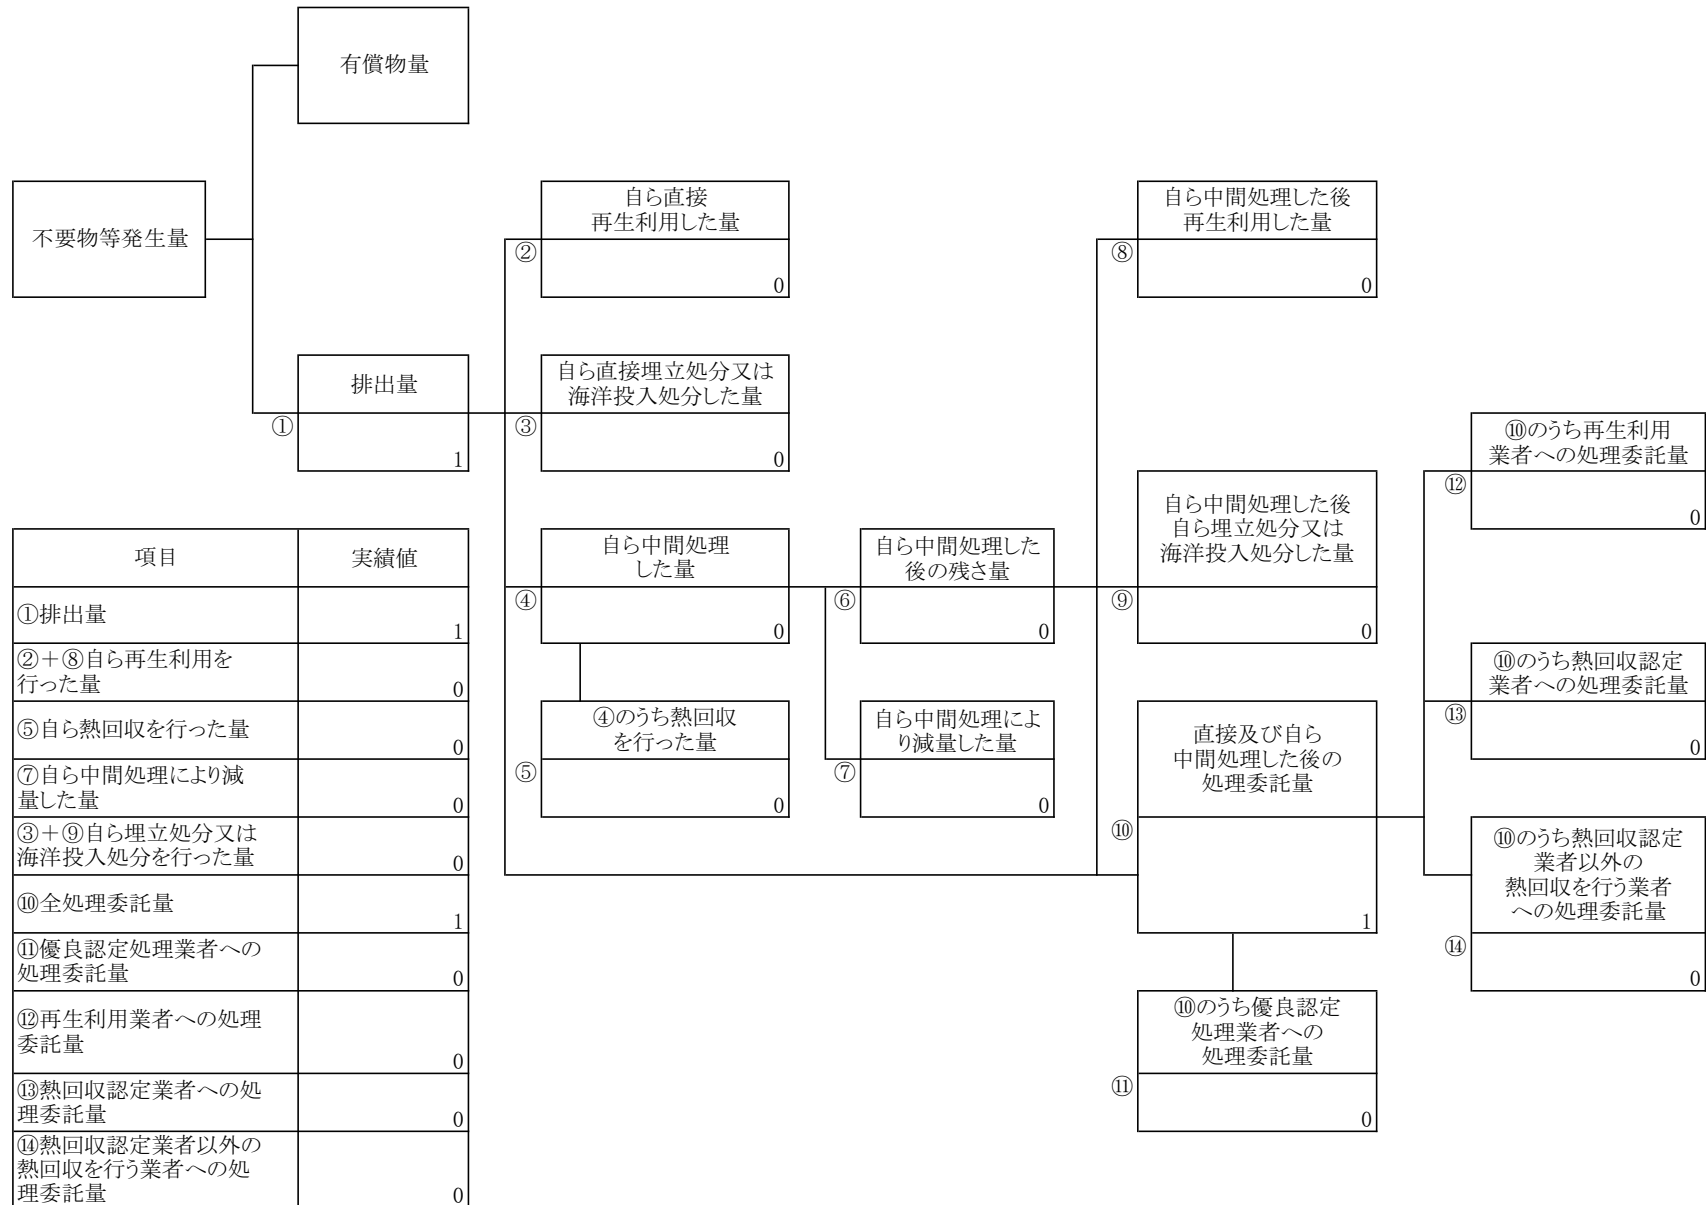 有償物量
不要物等発生量
自ら直接
再生利用した量
②
0
自ら中間処理した後
再生利用した量
⑧
0
排出量
①
1
自ら直接埋立処分又は
海洋投入処分した量
③
0
⑩のうち再生利用
業者への処理委託量
⑫
0
自ら中間処理
した量
④
0
自ら中間処理した
後の残さ量
⑥
0
自ら中間処理した後
自ら埋立処分又は
海洋投入処分した量
⑨
0
④のうち熱回収
を行った量
⑤
0
自ら中間処理によ
り減量した量
⑦
0
直接及び自ら
中間処理した後の
処理委託量
⑩
1
⑩のうち熱回収認定
業者への処理委託量
⑬
0
⑩のうち熱回収認定
業者以外の
熱回収を行う業者
への処理委託量
⑭
0
⑩のうち優良認定
処理業者への
処理委託量
⑪
0
項目 実績値
①排出量
1
②＋⑧自ら再生利用を
行った量
0
⑤自ら熱回収を行った量
0
⑦自ら中間処理により減
量した量
0
③＋⑨自ら埋立処分又は
海洋投入処分を行った量
0
⑩全処理委託量
1
⑪優良認定処理業者への
処理委託量
0
⑫再生利用業者への処理
委託量
0
⑬熱回収認定業者への処
理委託量
0
⑭熱回収認定業者以外の
熱回収を行う業者への処
理委託量
0